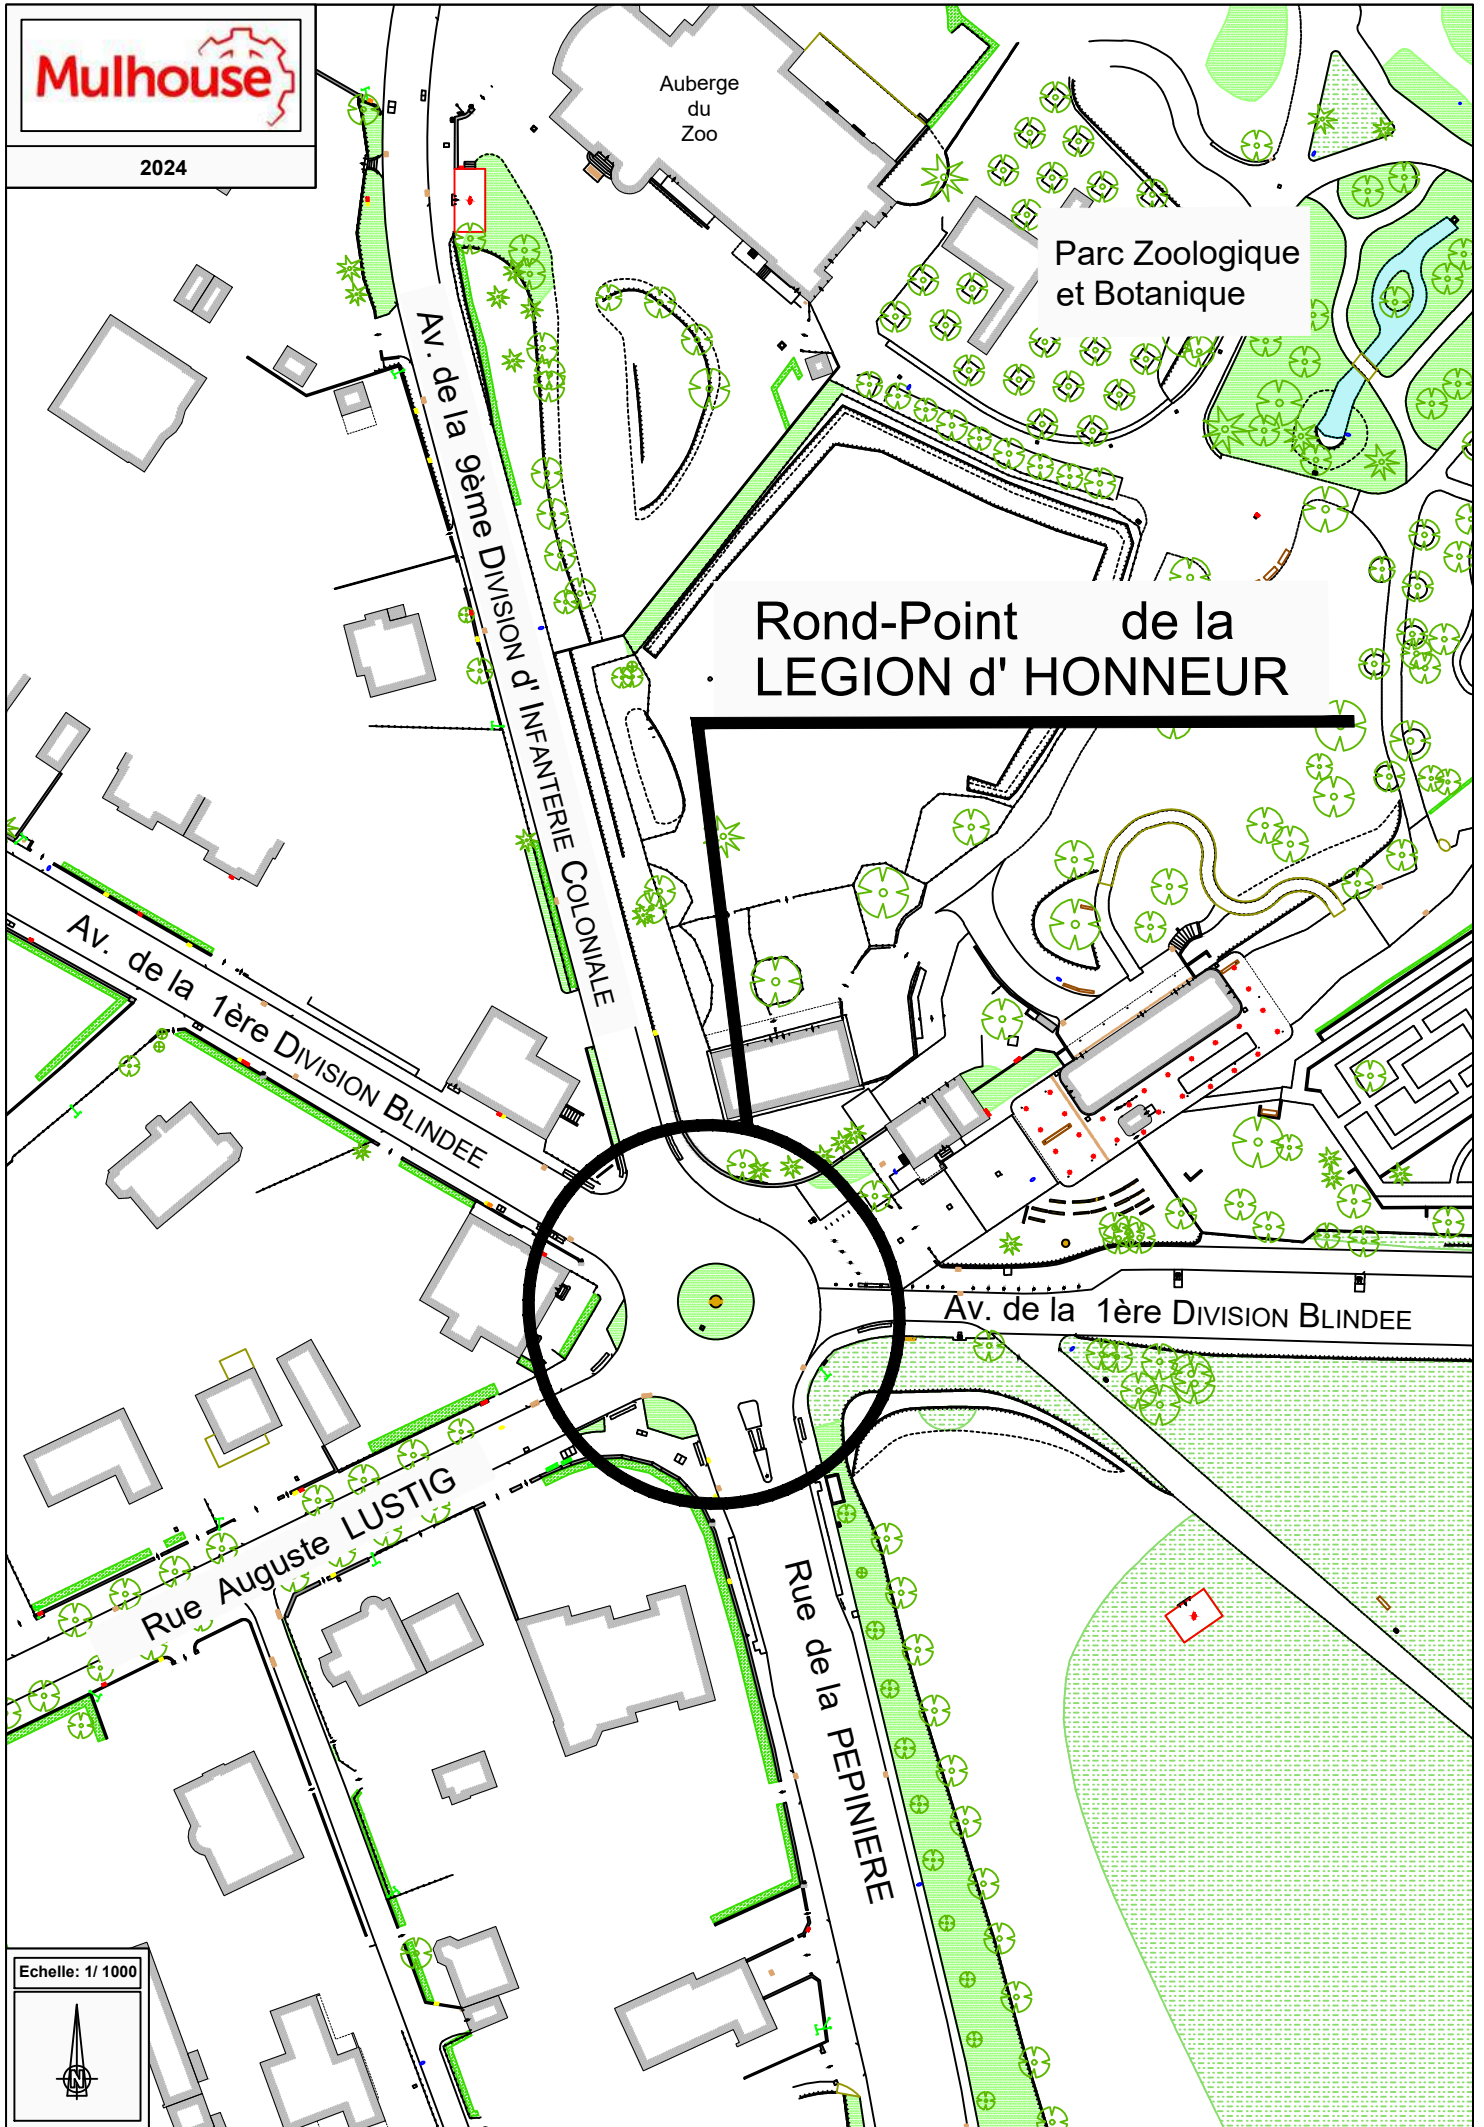 Mulhouse
2024
Auberge
du
Zoo
Parc Zoologique
et Botanique
Av. de la 9ème DIVISION d' INFANTERIE COLONIALE
Rond-Point de la
LEGION d' HONNEUR
Av. de la 1ère DIVISION BLINDEE
Av. de la 1ère DIVISION BLINDEE
Rue Auguste LUSTIG
Rue de la PEPINIERE
Echelle: 1/ 1000
N